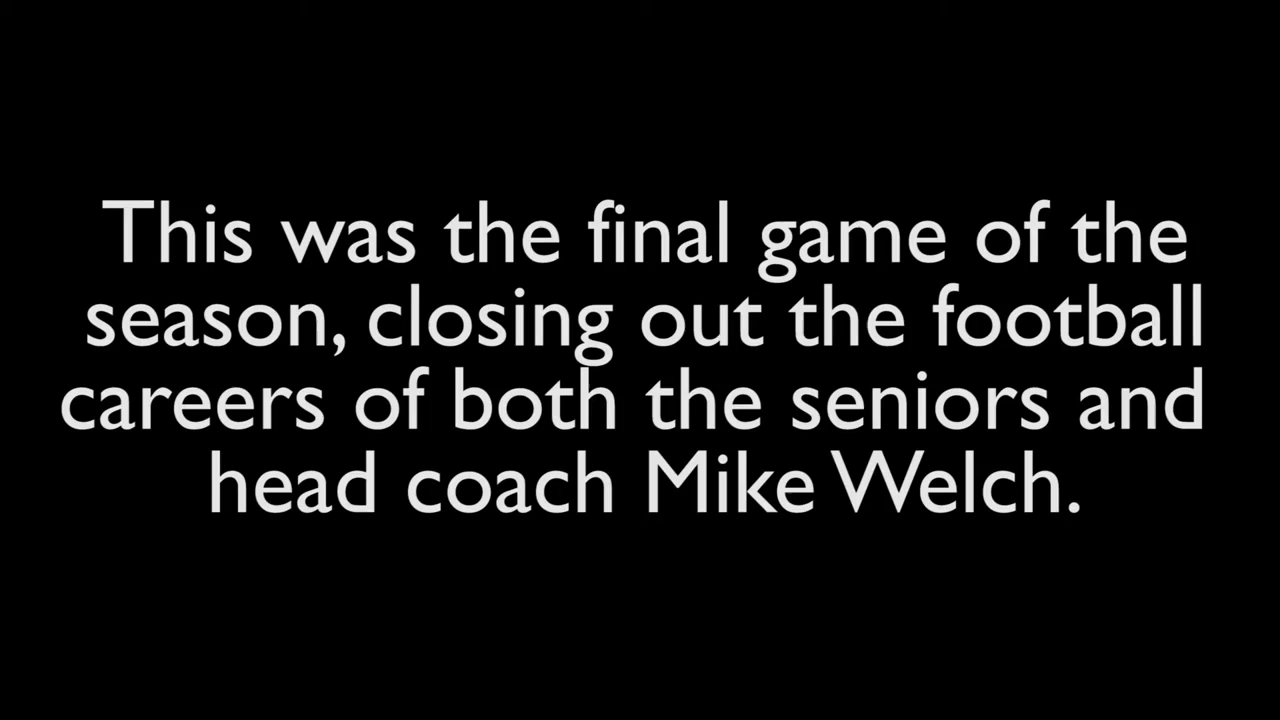 This was the final game of the
season, closing out the football
careers of both the seniors and
head coach Mike Welch.